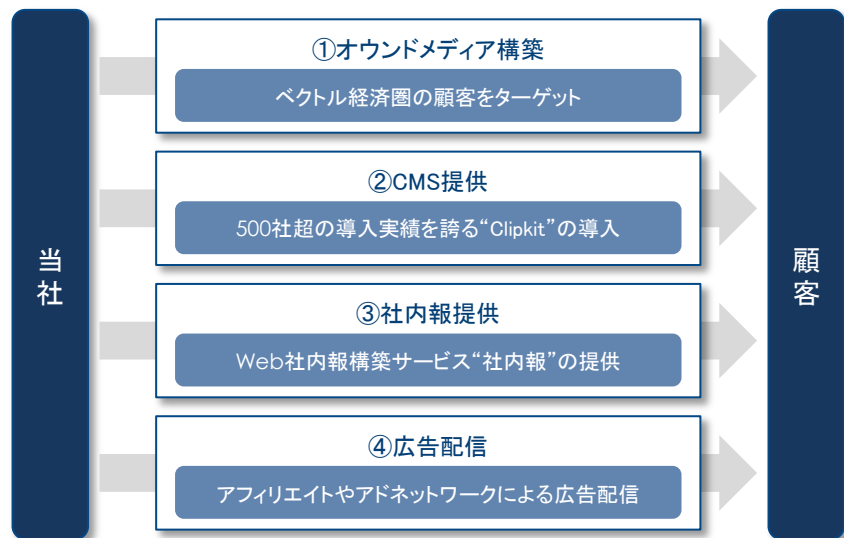 当社
①オウンドメディア構築
ベクトル経済圏の顧客をターゲット
②CMS提供
500社超の導入実績を誇る“Clipkit”の導入
③社内報提供
Web社内報構築サービス“社内報”の提供
④広告配信
アフィリエイトやアドネットワークによる広告配信
顧客